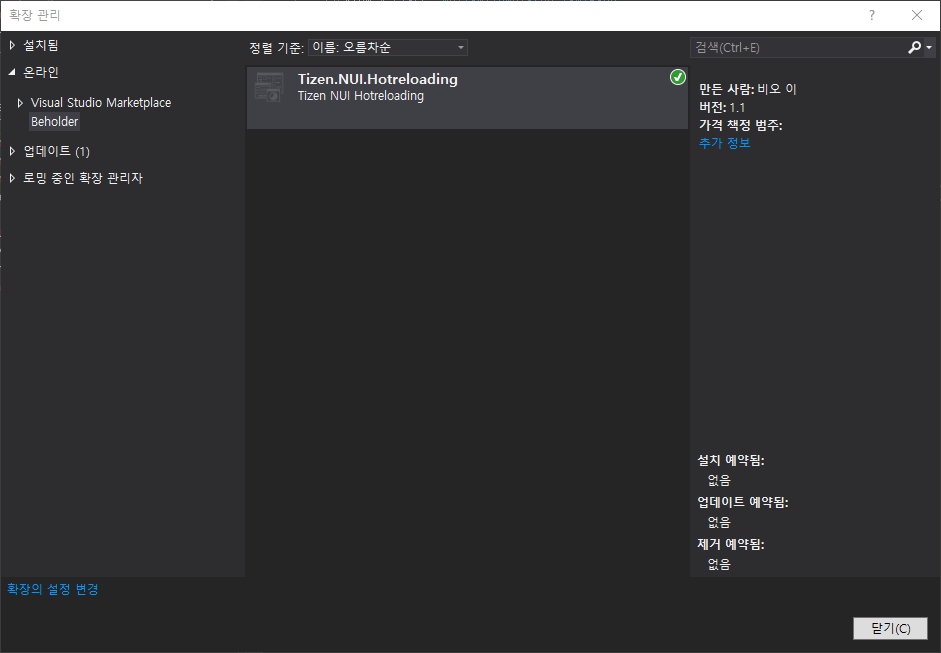 확장 관리
?
설치됨
온라인
Visual Studio Marketplace
Beholder
업데이트 (1)
로밍 중인 확장 관리자
정렬 기준: 이름: 오름차순
Tizen.NUI.Hotreloading
Tizen NUI Hotreloading
검색(Ctrl+E)
만든 사람: 비오 이
버전: 1.1
가격 책정 범주:
추가 정보
설치 예약됨:
없음
업데이트 예약됨:
없음
제거 예약됨:
없음
확장의 설정 변경
닫기(C)